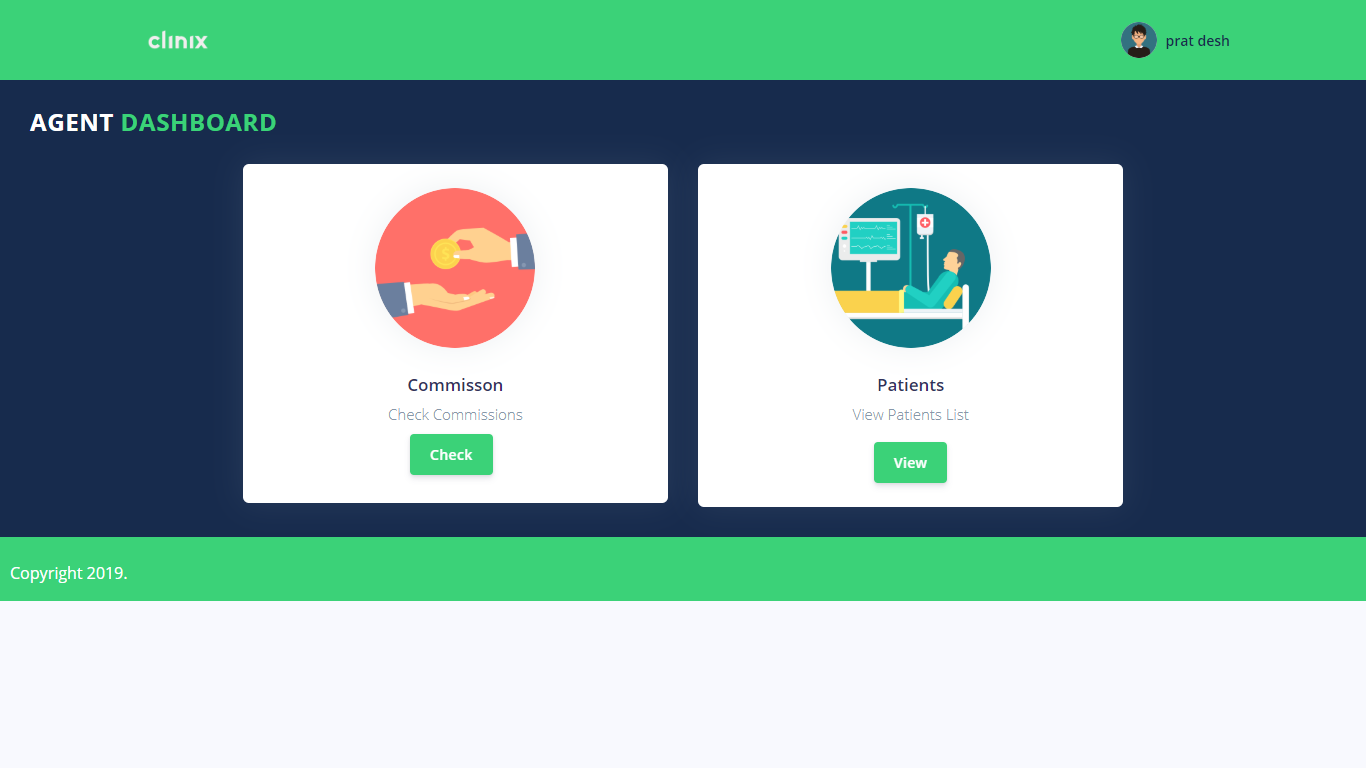 clinix
prat desh
AGENT DASHBOARD
Commisson
Check Commissions
Check
Patients
View Patients List
View
Copyright 2019.